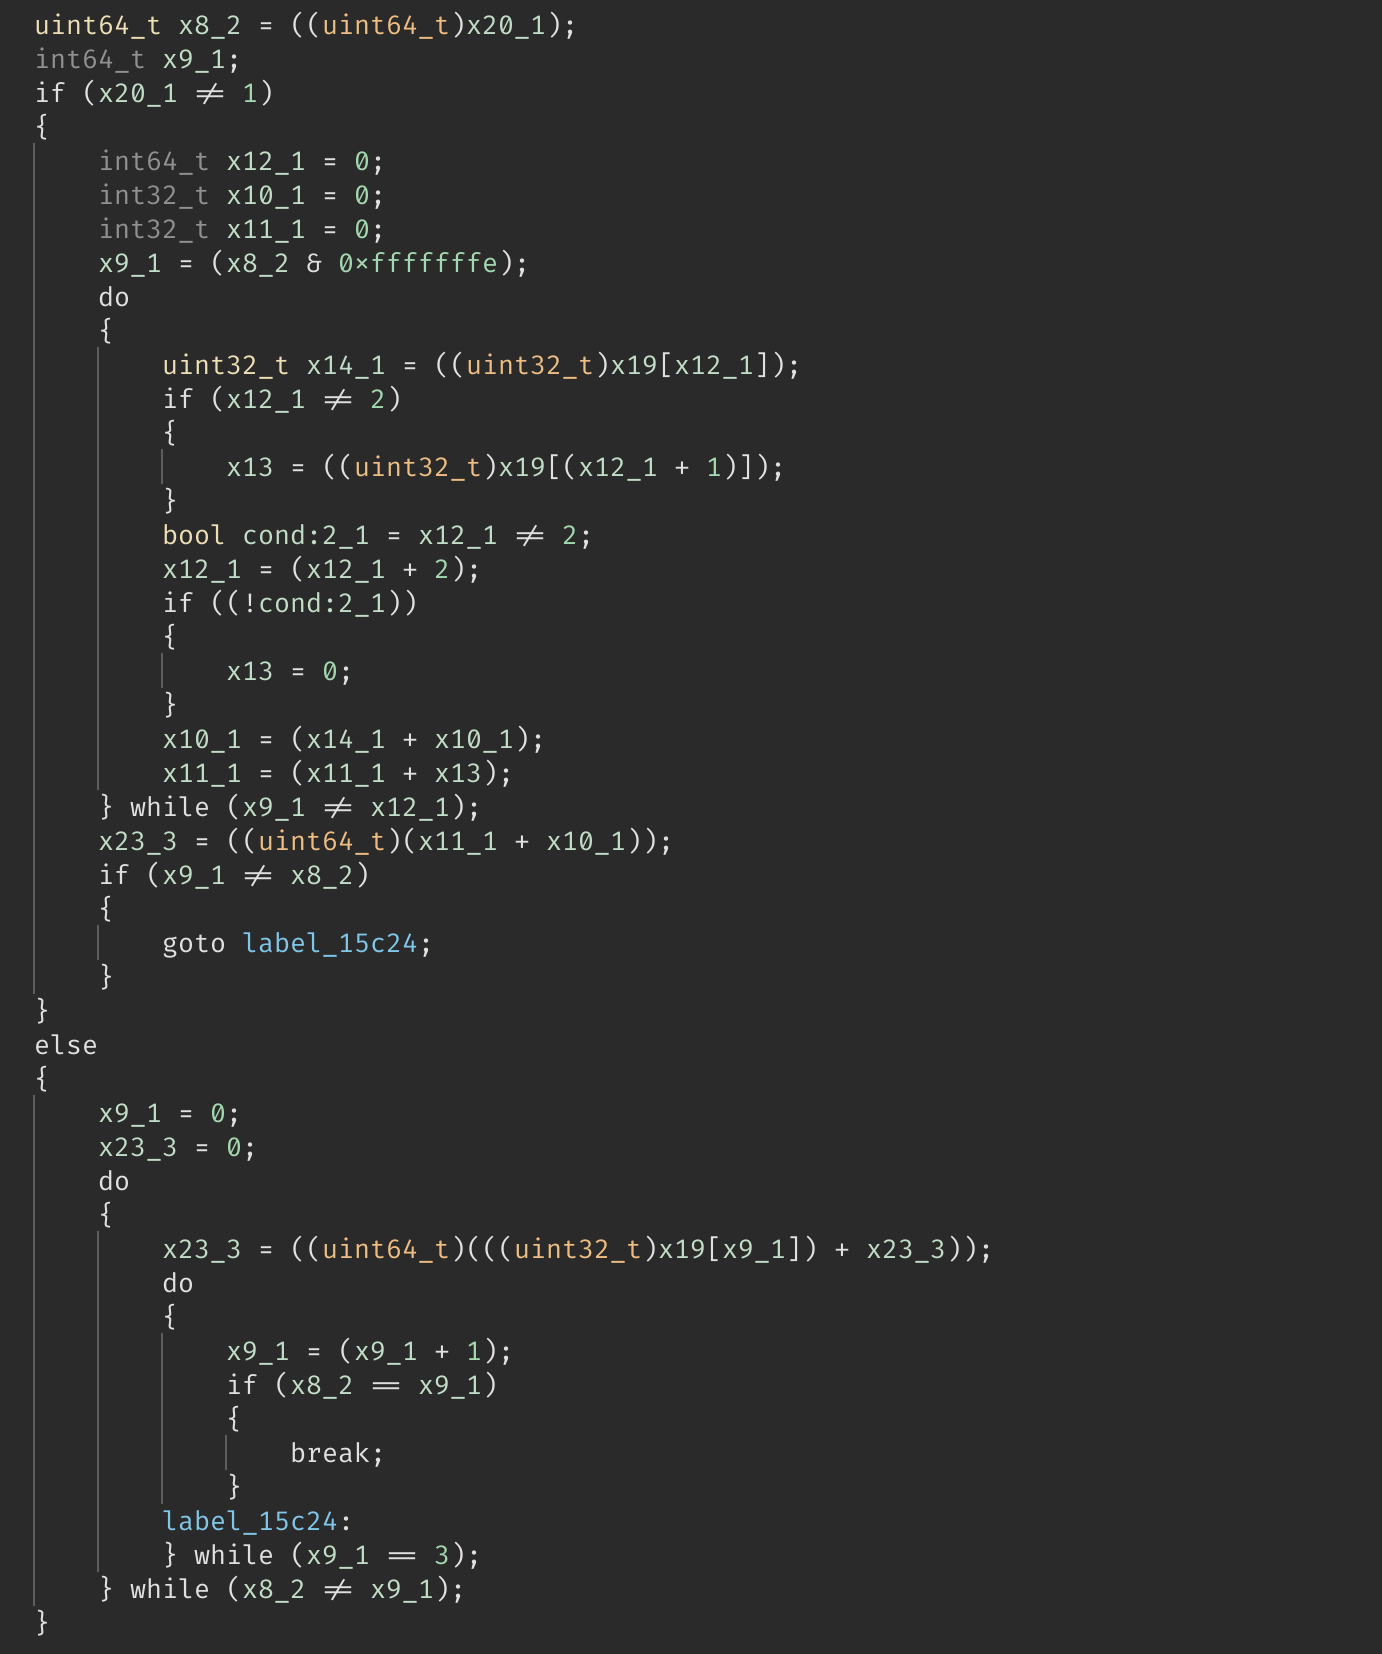 uint64_t x8_2 = ((uint64_t)x20_1);
int64_t x9_1;
if (x20_1 ≠ 1)
{
    int64_t x12_1 = 0;
    int32_t x10_1 = 0;
    int32_t x11_1 = 0;
    x9_1 = (x8_2 & 0×fffffffe);
    do
    {
        uint32_t x14_1 = ((uint32_t)x19[x12_1]);
        if (x12_1 ≠ 2)
        {
            x13 = ((uint32_t)x19[(x12_1 + 1)]);
        }
        bool cond:2_1 = x12_1 ≠ 2;
        x12_1 = (x12_1 + 2);
        if ((!cond:2_1))
        {
            x13 = 0;
        }
        x10_1 = (x14_1 + x10_1);
        x11_1 = (x11_1 + x13);
    } while (x9_1 ≠ x12_1);
    x23_3 = ((uint64_t)(x11_1 + x10_1));
    if (x9_1 ≠ x8_2)
    {
        goto label_15c24;
    }
}
else
{
    x9_1 = 0;
    x23_3 = 0;
    do
    {
        x23_3 = ((uint64_t)(((uint32_t)x19[x9_1]) + x23_3));
        do
        {
            x9_1 = (x9_1 + 1);
            if (x8_2 == x9_1)
            {
                break;
            }
        label_15c24:
        } while (x9_1 == 3);
    } while (x8_2 ≠ x9_1);
}